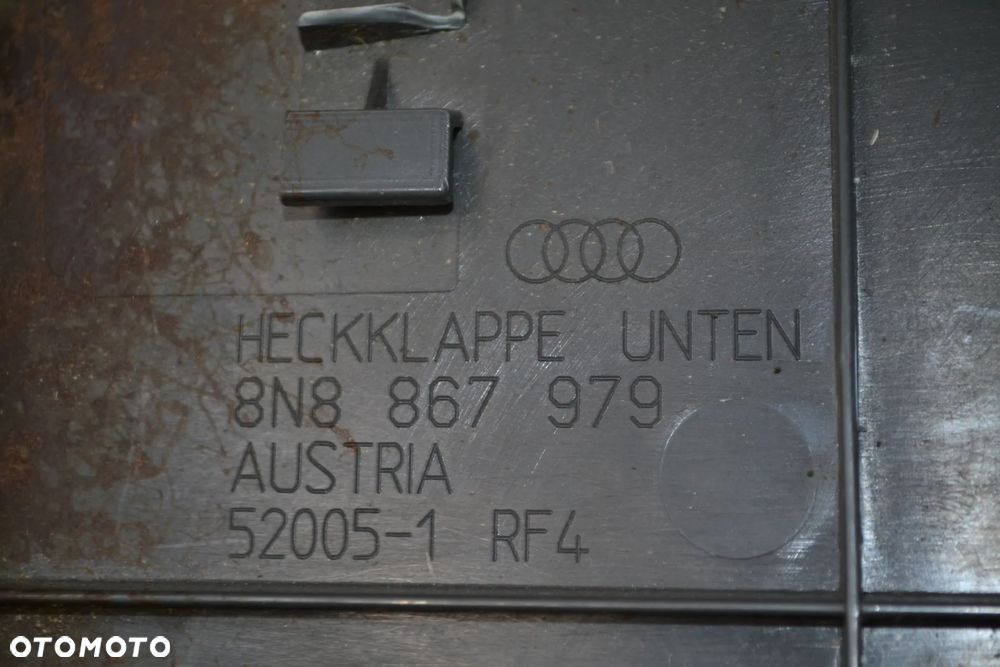 HECKKLAPPE UNTEN
8N8 867 979
AUSTRIA
52005-1 RF4
OTOMOTO